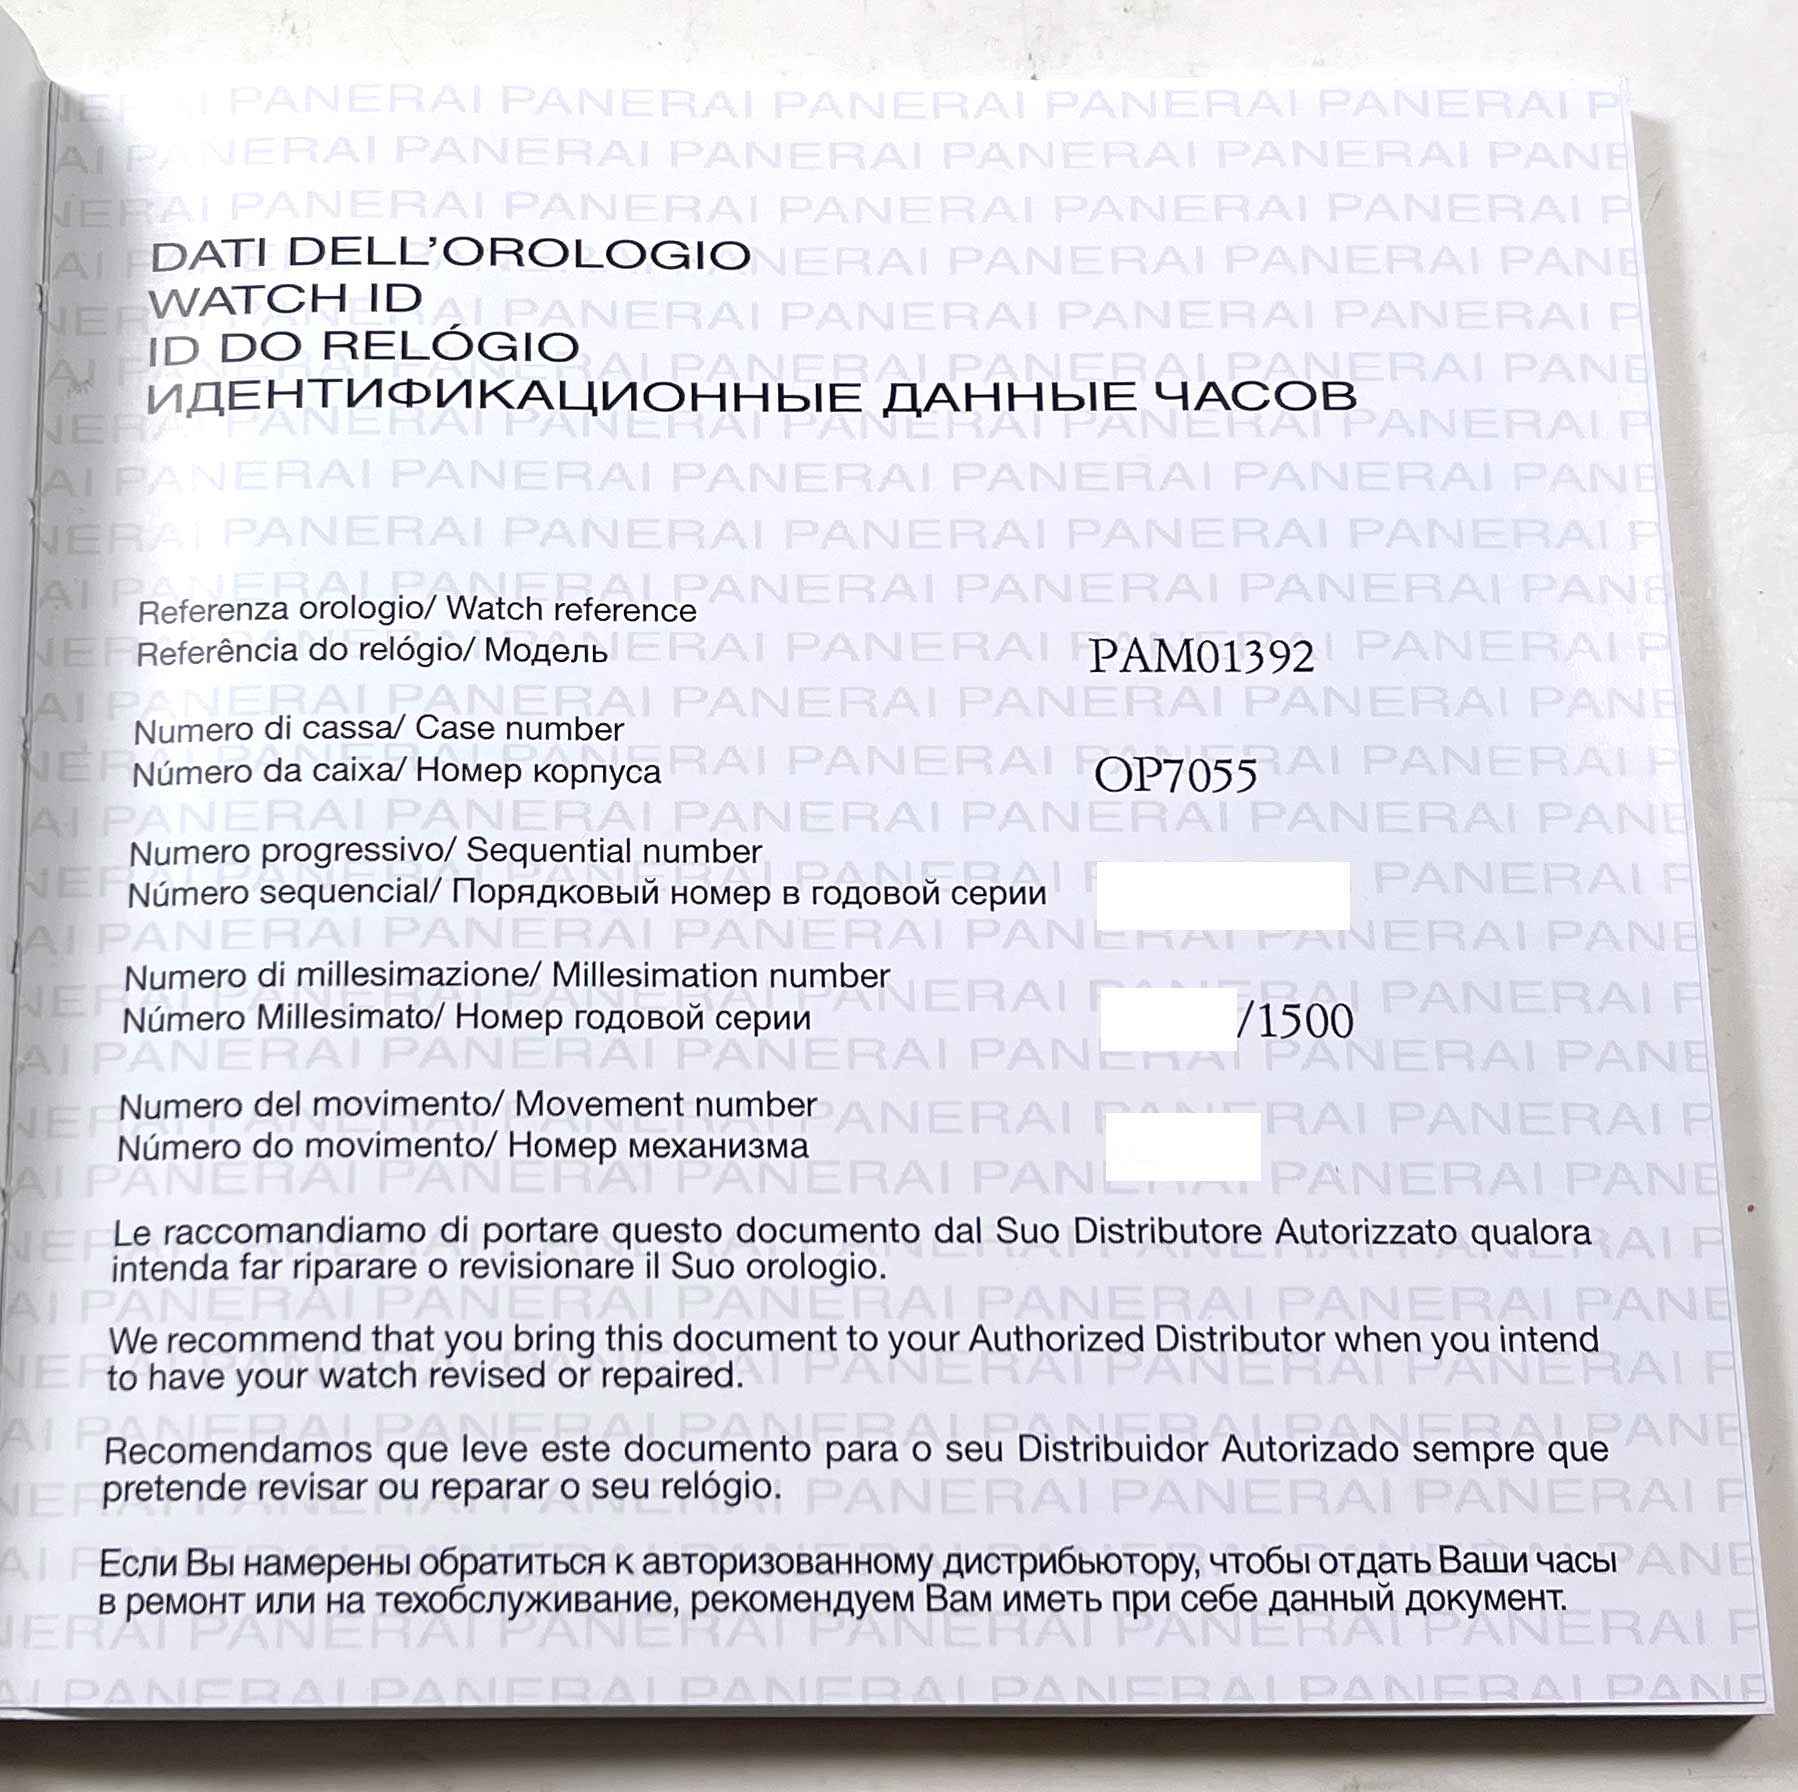 DATI DELL'OROLOGIO
WATCH ID
ID DO RELÓGIO
ИДЕНТИФИКАЦИОННЫЕ ДАННЫЕ ЧАСОВ
Referenza orologio/ Watch reference
Referência do relógio/ Модель PAM01392
Numero di cassa/ Case number
Número da caixa/ Номер корпуса OP7055
Numero progressivo/ Sequential number
Número sequencial/ Порядковый номер в годовой серии
Numero di millesimazione/ Millesimation number
Número Millesimato/ Номер годовой серии /1500
Numero del movimento/ Movement number
Número do movimento/ Номер механизма
Le raccomandiamo di portare questo documento dal Suo Distributore Autorizzato qualora
intenda far riparare o revisionare il Suo orologio.
We recommend that you bring this document to your Authorized Distributor when you intend
to have your watch revised or repaired.
Recomendamos que leve este documento para o seu Distribuidor Autorizado sempre que
pretende revisar ou reparar o seu relógio.
Если Вы намерены обратиться к авторизованному дистрибьютору, чтобы отдать Ваши часы
в ремонт или на техобслуживание, рекомендуем Вам иметь при себе данный документ.